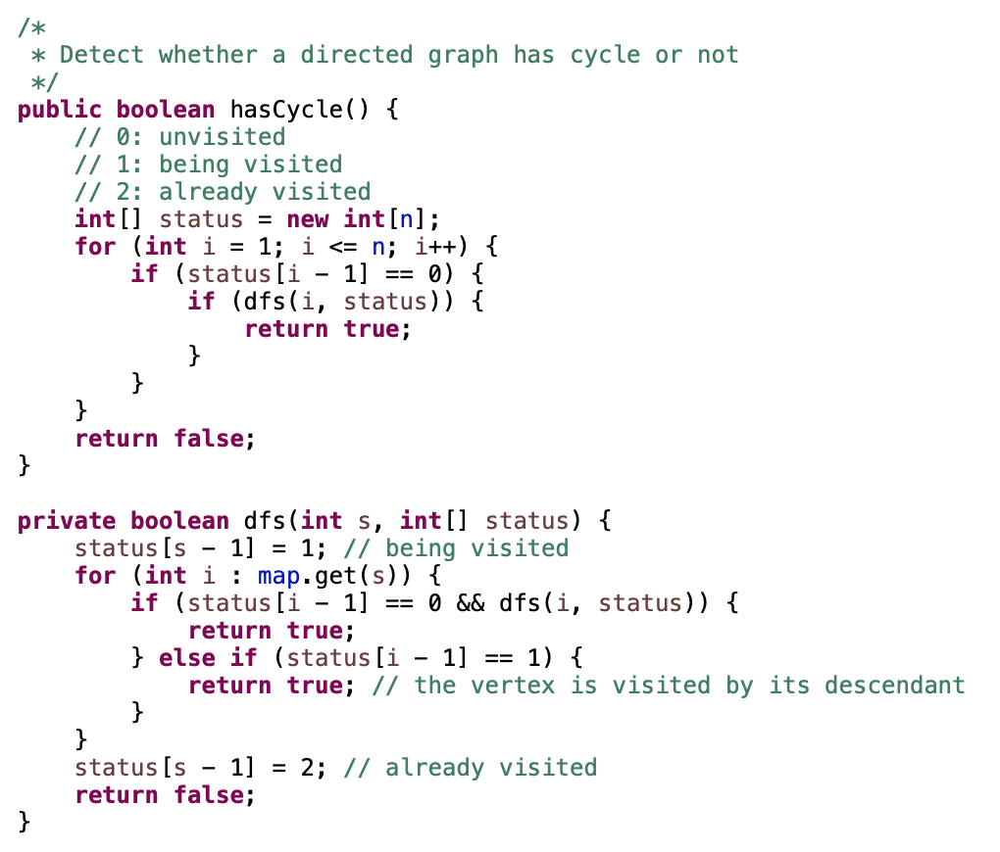 /*
 * Detect whether a directed graph has cycle or not
 */
public boolean hasCycle() {
    // 0: unvisited
    // 1: being visited
    // 2: already visited
    int[] status = new int[n];
    for (int i = 1; i <= n; i++) {
        if (status[i - 1] == 0) {
            if (dfs(i, status)) {
                return true;
            }
        }
    }
    return false;
}

private boolean dfs(int s, int[] status) {
    status[s - 1] = 1; // being visited
    for (int i : map.get(s)) {
        if (status[i - 1] == 0 && dfs(i, status)) {
            return true;
        } else if (status[i - 1] == 1) {
            return true; // the vertex is visited by its descendant
        }
    }
    status[s - 1] = 2; // already visited
    return false;
}